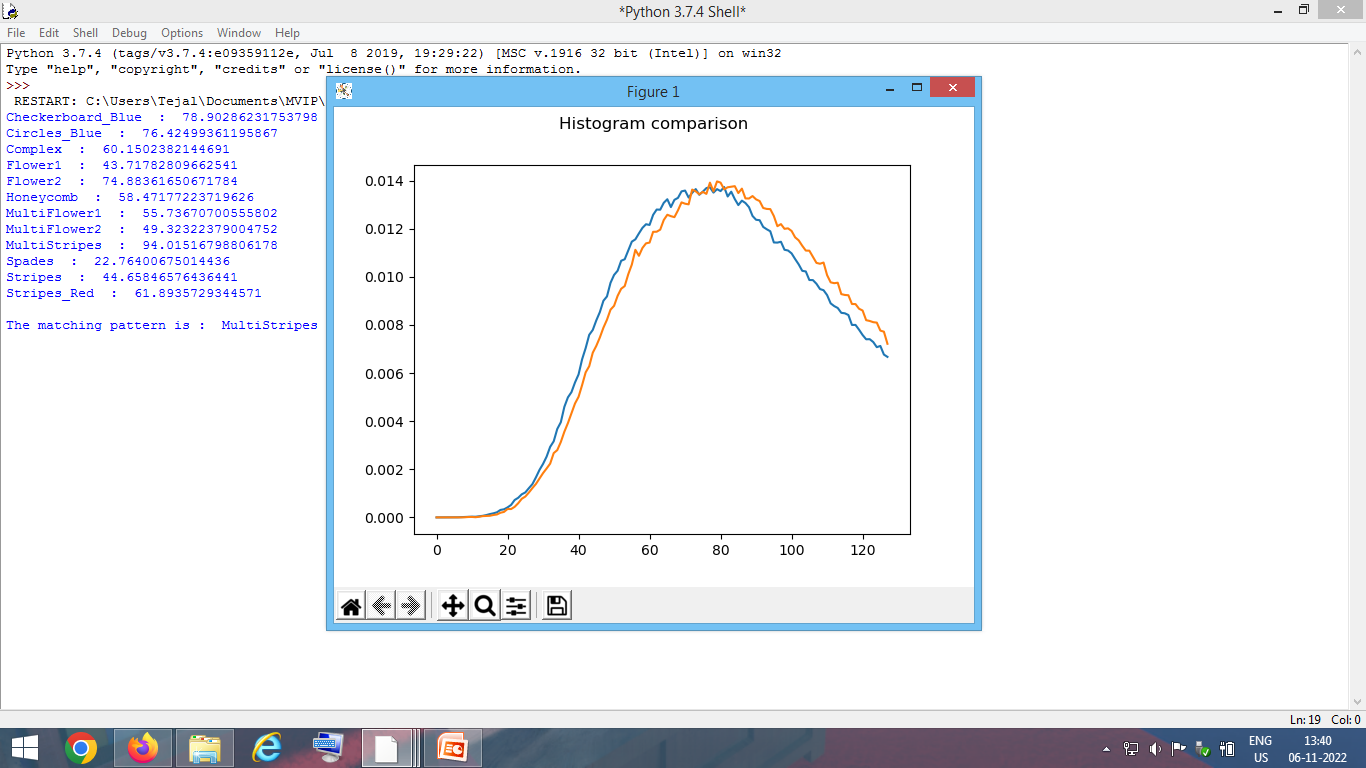 *Python 3.7.4 Shell*
File Edit Shell Debug Options Window Help
Python 3.7.4 (tags/v3.7.4:e09359112e, Jul  8 2019, 19:29:22) [MSC v.1916 32 bit (Intel)] on win32
Type "help", "copyright", "credits" or "license()" for more information.
>>>
 RESTART: C:\Users\Tejal\Documents\MVIP\
Checkerboard_Blue  :  78.90286231753798
Circles_Blue  :  76.42499361195867
Complex  :  60.1502382144691
Flower1  :  43.71782809662541
Flower2  :  74.88361650671784
Honeycomb  :  58.47177223719626
MultiFlower1  :  55.73670700555802
MultiFlower2  :  49.32322379004752
MultiStripes  :  94.01516798806178
Spades  :  22.76400675014436
Stripes  :  44.65846576436441
Stripes_Red  :  61.8935729344571
The matching pattern is :  MultiStripes
Figure 1
Histogram comparison
0.014
0.012
0.010
0.008
0.006
0.004
0.002
0.000
0 20 40 60 80 100 120
Ln: 19 Col: 0
ENG 13:40
US 06-11-2022